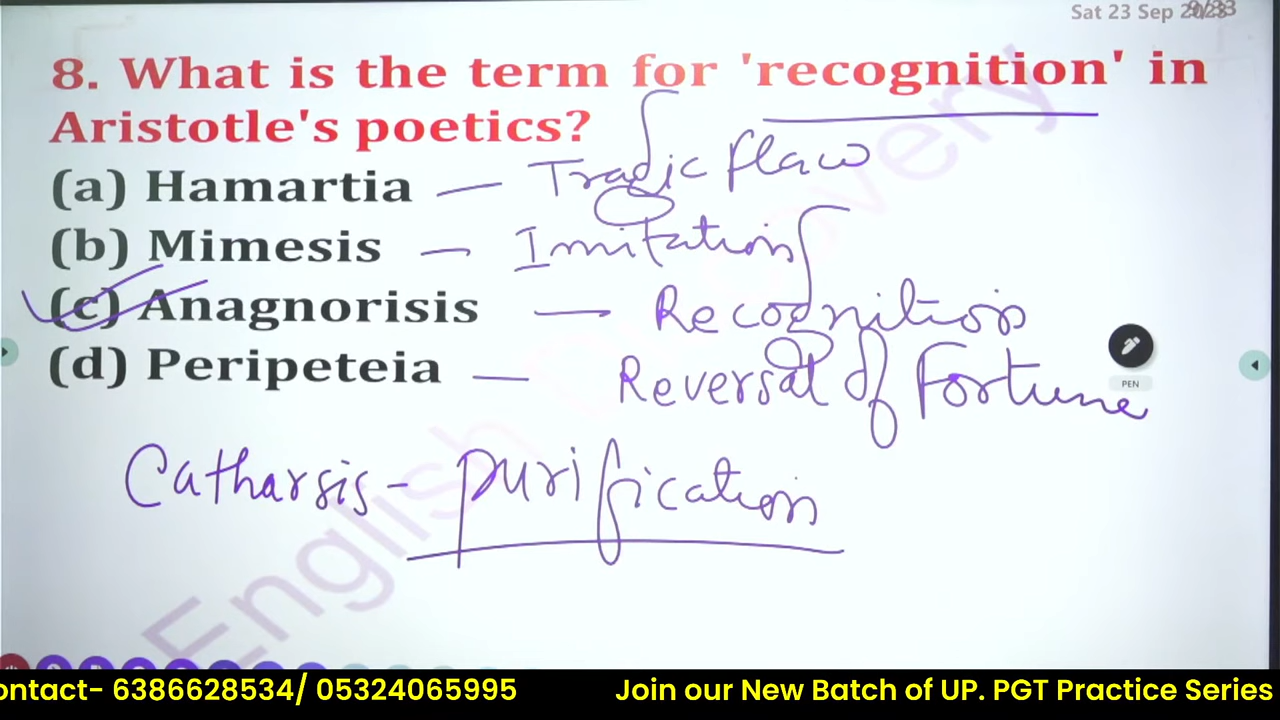 Sat 23 Sep 2023
8. What is the term for 'recognition' in
Aristotle's poetics?
(a) Hamartia — Tragic flaw
(b) Mimesis — Imitation
(c) Anagnorisis — Recognition
(d) Peripeteia — Reversal of Fortune
PEN
Catharsis - purification
English
ontact- 6386628534/ 05324065995 Join our New Batch of UP. PGT Practice Series